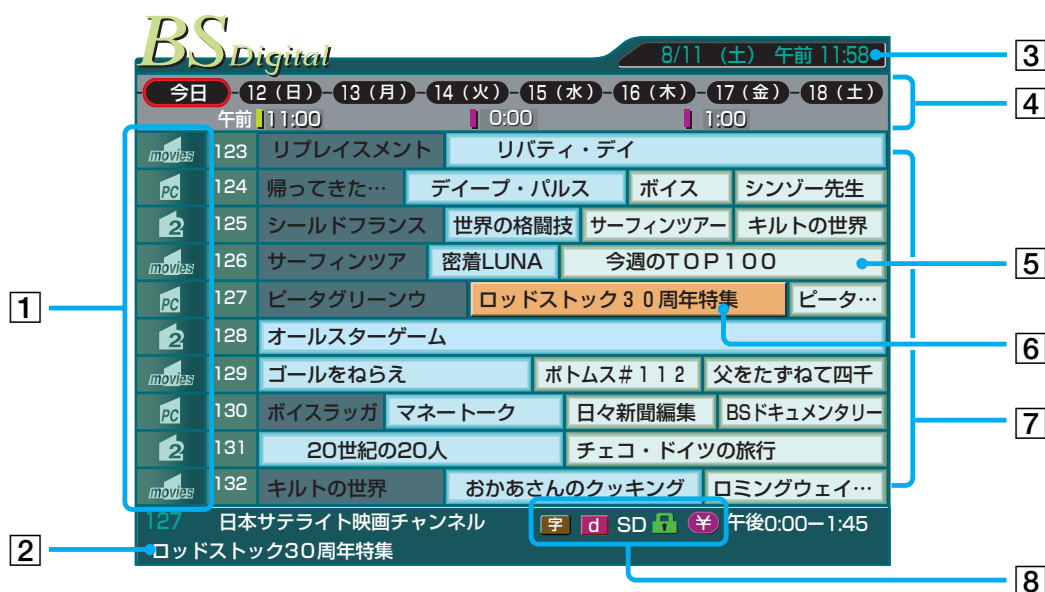 BS Digital
8/11 (土) 午前 11:58
3
今日 12(日) 13(月) 14(火) 15(水) 16(木) 17(金) 18(土)
4
午前 11:00 0:00 1:00
movies 123 リプレイスメント リバティ・デイ
PC 124 帰ってきた… デイープ・パルス ボイス シンゾー先生
2 125 シールドフランス 世界の格闘技 サーフィンツアー キルトの世界
movies 126 サーフィンツア 密着LUNA 今週のTOP100
5
1
PC 127 ピータグリーンウ ロッドストック30周年特集 ピータ…
2 128 オールスターゲーム
6
movies 129 ゴールをねらえ ポトムス#112 父をたずねて四千
PC 130 ボイスラッガ マネートーク 日々新聞編集 BSドキュメンタリー
7
2 131 20世紀の20人 チェコ・ドイツの旅行
movies 132 キルトの世界 おかあさんのクッキング ロミングウェイ…
127 日本サテライト映画チャンネル 字 d SD ¥ 午後0:00ー1:45
2
ロッドストック30周年特集
8